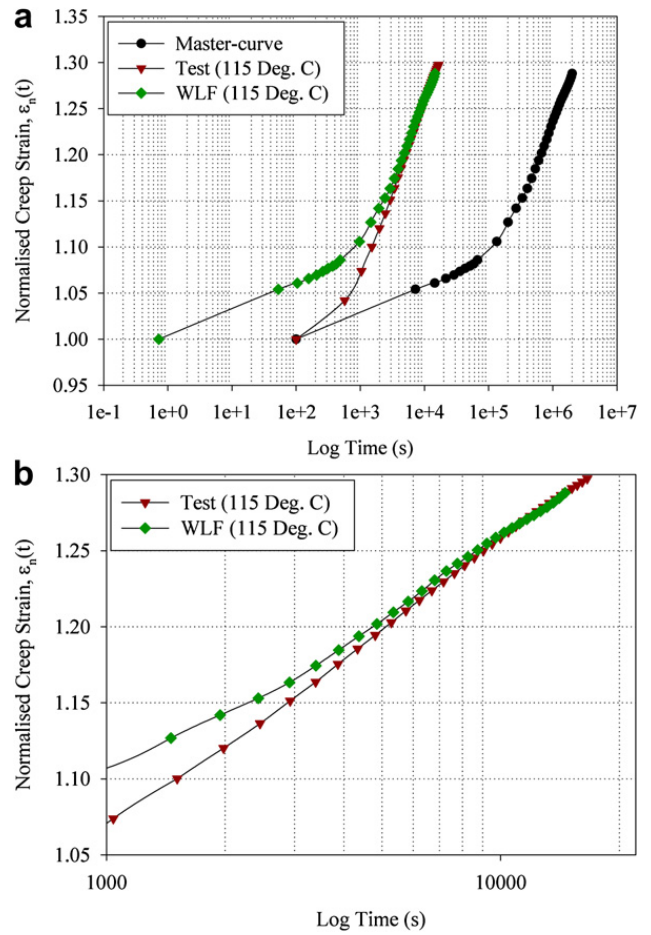 a
1.35
1.30
1.25
1.20
1.15
1.10
1.05
1.00
0.95
Normalised Creep Strain, εn(t)
Master-curve
Test (115 Deg. C)
WLF (115 Deg. C)
1e-1 1e+0 1e+1 1e+2 1e+3 1e+4 1e+5 1e+6 1e+7
Log Time (s)
b
1.30
1.25
1.20
1.15
1.10
1.05
Normalised Creep Strain, εn(t)
Test (115 Deg. C)
WLF (115 Deg. C)
1000 10000
Log Time (s)